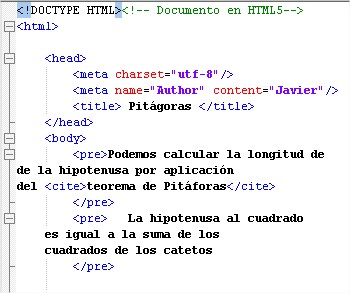 <!DOCTYPE HTML><!-- Documento en HTML5-->
<html>
<head>
<meta charset="utf-8"/>
<meta name="Author" content="Javier"/>
<title> Pitágoras </title>
</head>
<body>
<pre>Podemos calcular la longitud de
de la hipotenusa por aplicación
del <cite>teorema de Pitáforas</cite>
</pre>
<pre>   La hipotenusa al cuadrado
es igual a la suma de los
cuadrados de los catetos
</pre>